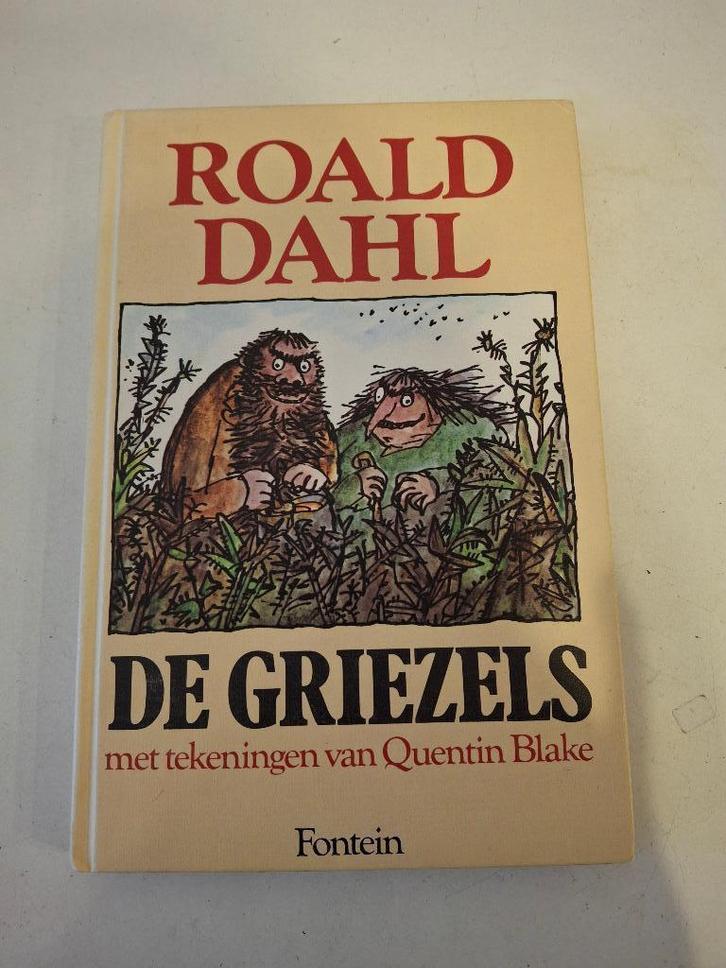 ROALD
DAHL
DE GRIEZELS
met tekeningen van Quentin Blake
Fontein